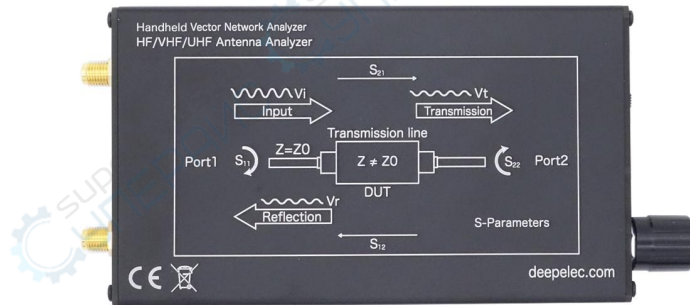 Handheld Vector Network Analyzer
HF/VHF/UHF Antenna Analyzer
S21
Vi
Vt
Input
Transmission
Transmission line
Port1
S11
Z=Z0
Z ≠ Z0
S22
Port2
DUT
Vr
Reflection
S-Parameters
S12
CE
deepelec.com